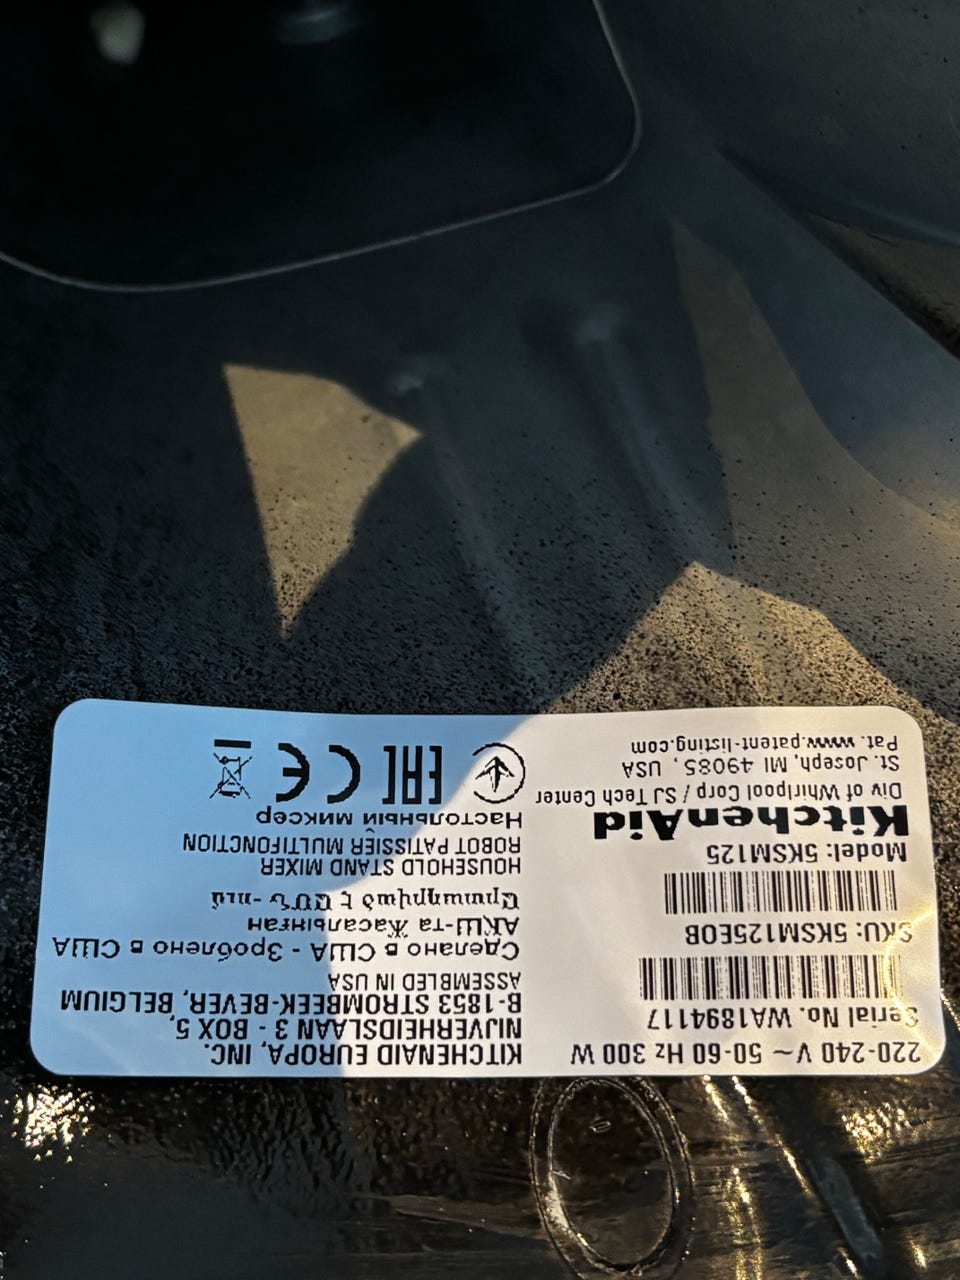 220-240 V ~ 50-60 Hz 300 W
Serial No. WA1894117
SKU: 5KSM125EOB
Model: 5KSM125
KitchenAid
Div of Whirlpool Corp / SJ Tech Center
St. Joseph, MI 49085, USA
Pat. www.patent-listing.com
KITCHENAID EUROPA, INC.
NIJVERHEIDSLAAN 3 - BOX 5,
B-1853 STROMBEEK-BEVER, BELGIUM
ASSEMBLED IN USA
Сделано в США - Зроблено в США
АҚШ-та Жасалынған
Արտադրված է ԱՄՆ-ում
HOUSEHOLD STAND MIXER
ROBOT PATISSIER MULTIFONCTION
Настольный миксер
EAC CE